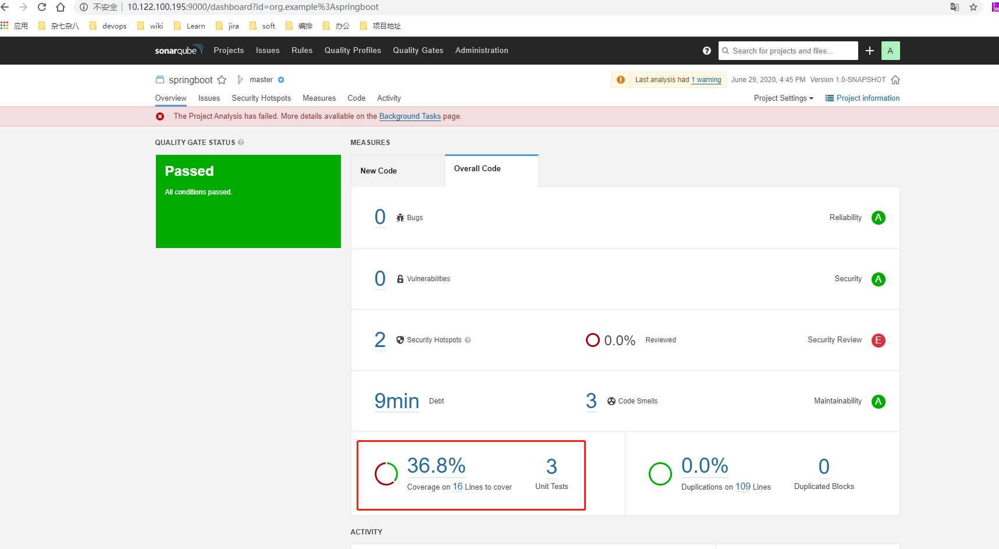 不安全 10.122.100.195:9000/dashboard?id=org.example%3Aspringboot
应用 杂七杂八 devops wiki Learn jira soft 编排 办公 项目地址
sonarqube Projects Issues Rules Quality Profiles Quality Gates Administration Search for projects and files... A
springboot master Last analysis had 1 warning June 29, 2020, 4:45 PM Version 1.0-SNAPSHOT
Overview Issues Security Hotspots Measures Code Activity Project Settings Project information
The Project Analysis has failed. More details available on the Background Tasks page.
QUALITY GATE STATUS MEASURES
Passed
All conditions passed.
New Code Overall Code
0 Bugs Reliability A
0 Vulnerabilities Security A
2 Security Hotspots 0.0% Reviewed Security Review E
9min Debt 3 Code Smells Maintainability A
36.8% 3 0.0% 0
Coverage on 16 Lines to cover Unit Tests Duplications on 109 Lines Duplicated Blocks
ACTIVITY